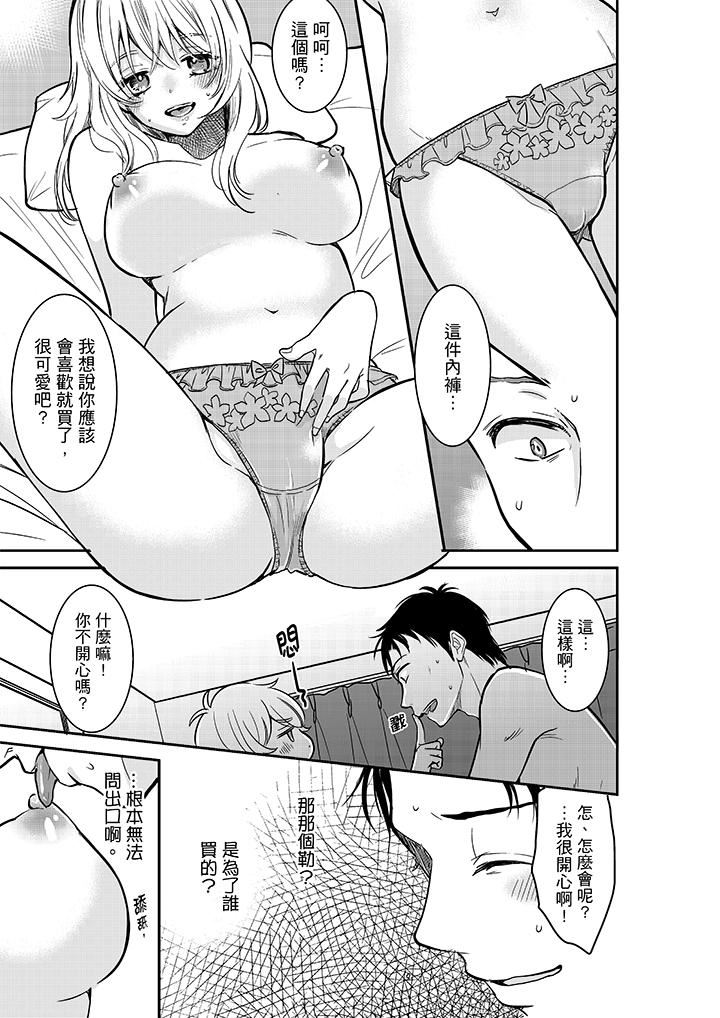 這件內褲⋯
呵呵⋯
這個嗎?
我想說你應該
會喜歡就買了,
很可愛吧?
這⋯
這樣啊⋯
戳
悶
什麼嘛!
你不開心嗎?
怎、怎麼會呢?
⋯我很開心啊!
那那個勒?
是為了誰
買的?
⋯根本無法
問出口啊。
舔舔,